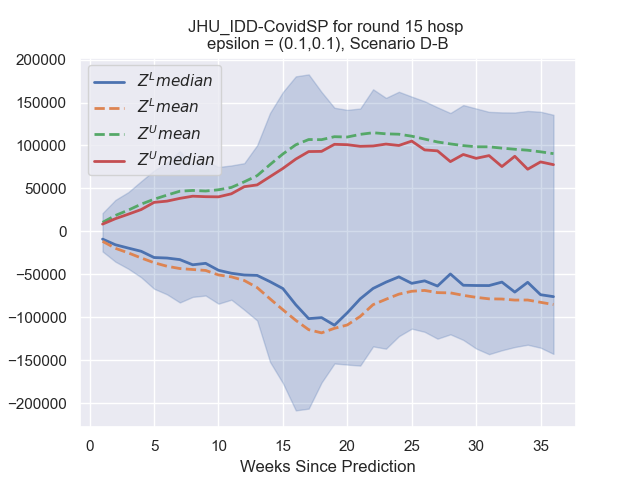 JHU_IDD-CovidSP for round 15 hosp
epsilon = (0.1,0.1), Scenario D-B
200000
150000
100000
50000
0
−50000
−100000
−150000
−200000
Z^L median
Z^L mean
Z^U mean
Z^U median
0 5 10 15 20 25 30 35
Weeks Since Prediction